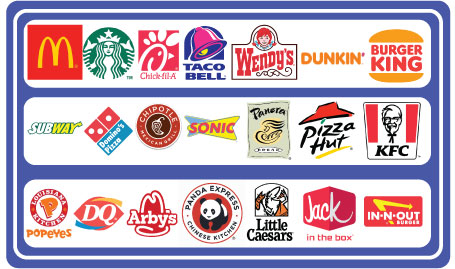 M
TM
Chick-fil-A
TACO
BELL
Wendy's
DUNKIN'
BURGER
KING
SUBWAY
Domino's
Pizza
CHIPOTLE
MEXICAN GRILL
SONIC
Panera
BREAD
Pizza
Hut
KFC
LOUISIANA
KITCHEN
POPEYES
DQ
Arby's
PANDA EXPRESS
CHINESE KITCHEN
Little
Caesars
Jack
in the box
IN-N-OUT
BURGER